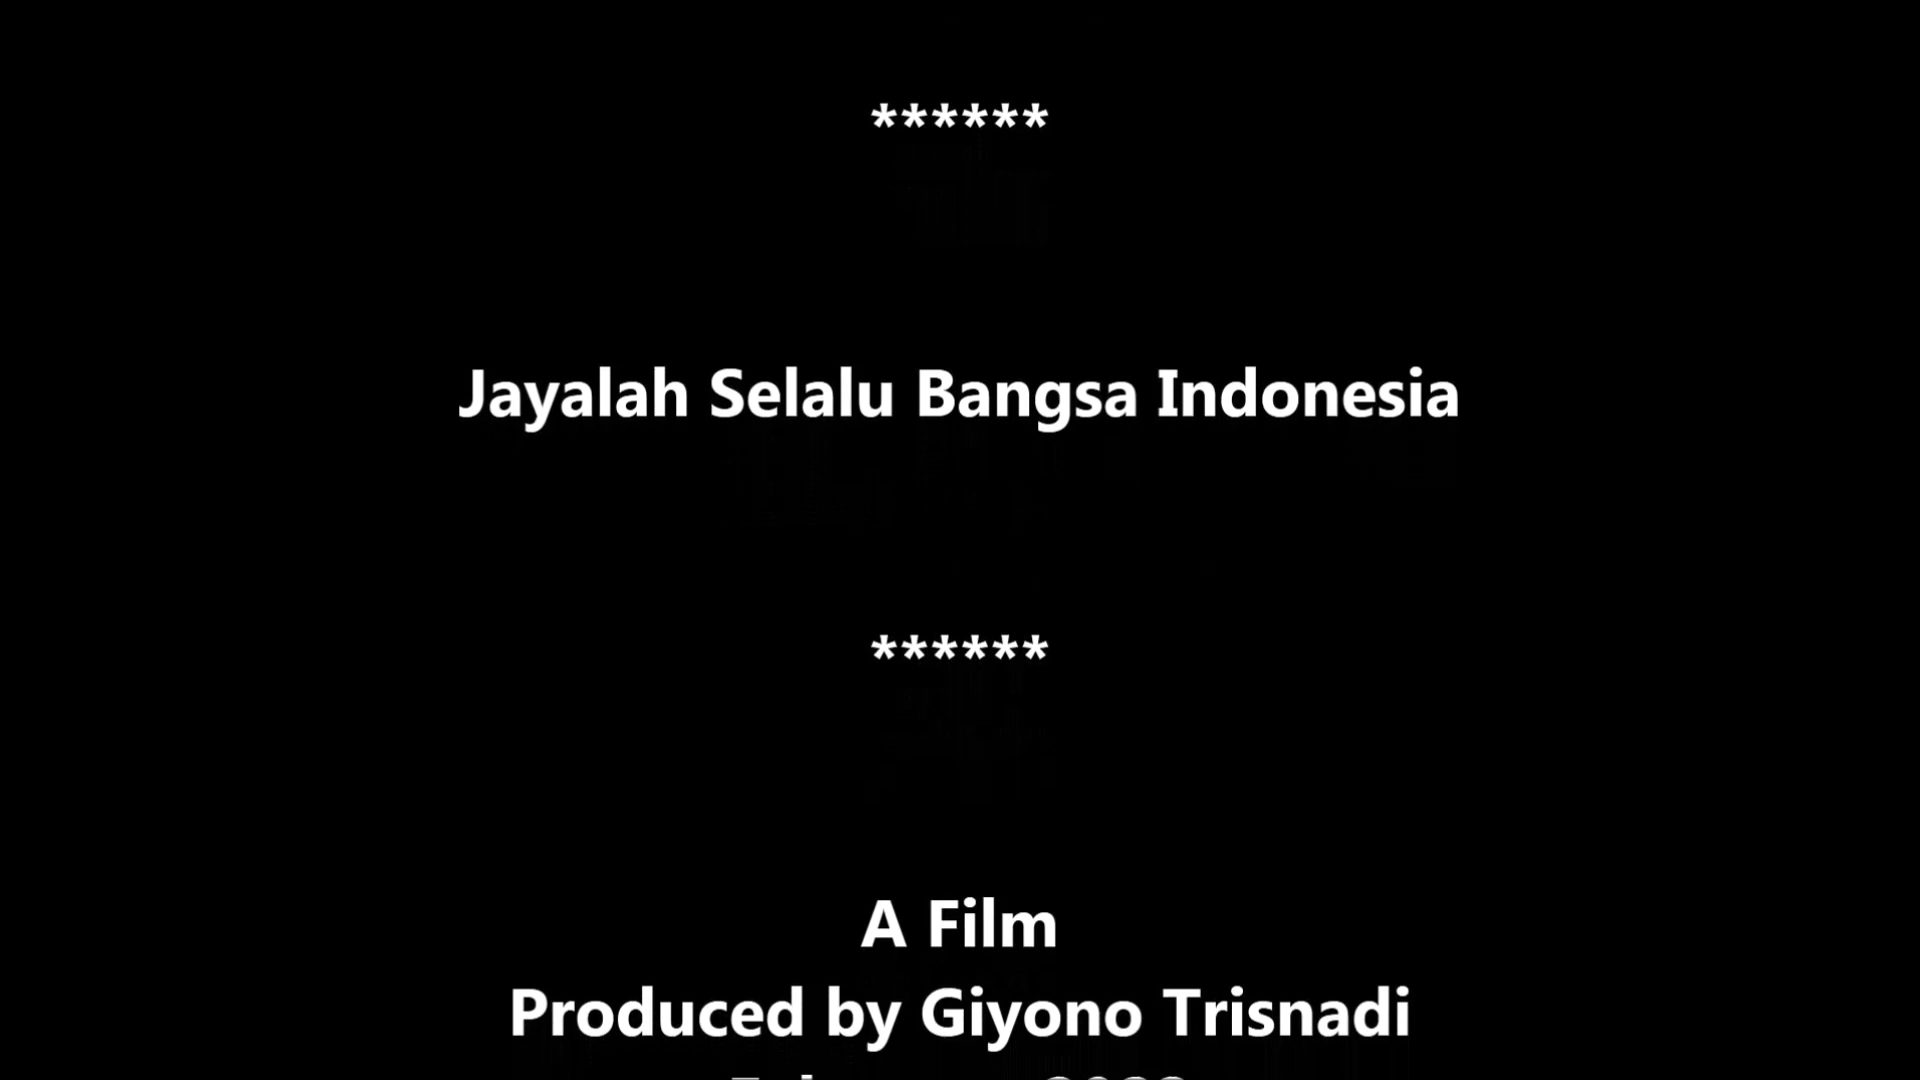 ******
Jayalah Selalu Bangsa Indonesia
******
A Film
Produced by Giyono Trisnadi